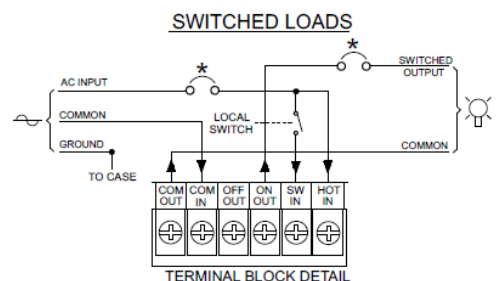 SWITCHED LOADS
*
*
SWITCHED
OUTPUT
AC INPUT
COMMON
LOCAL
SWITCH
GROUND
COMMON
TO CASE
COM OUT
COM IN
OFF OUT
ON OUT
SW IN
HOT IN
TERMINAL BLOCK DETAIL